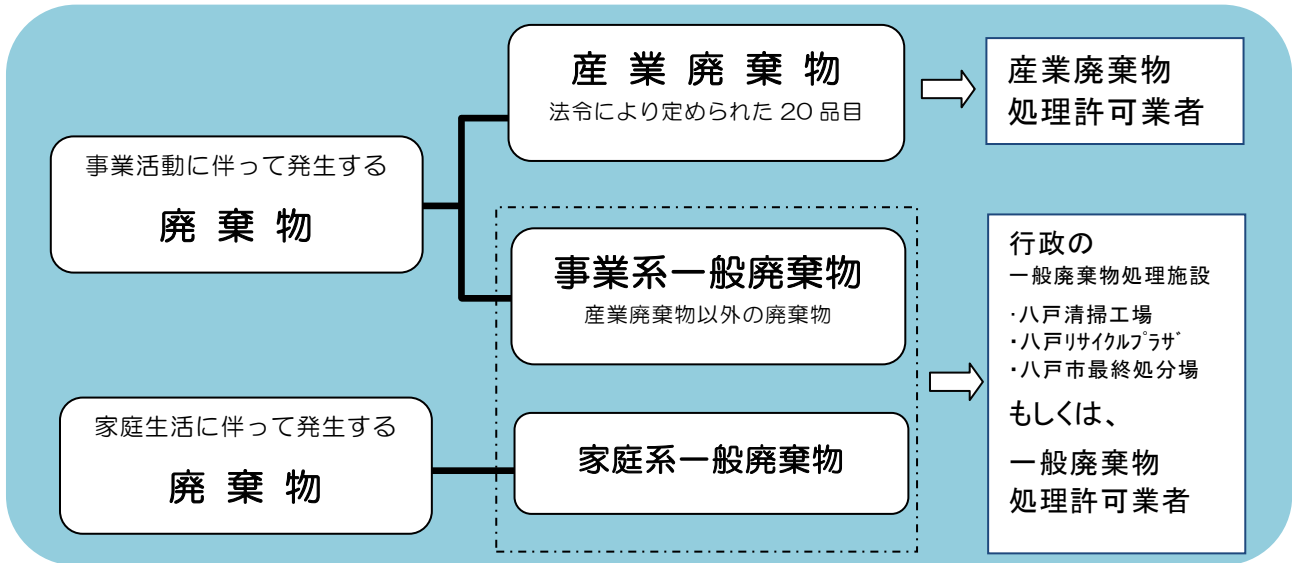 事業活動に伴って発生する
廃棄物
産業廃棄物
法令により定められた 20 品目
産業廃棄物
処理許可業者
事業系一般廃棄物
産業廃棄物以外の廃棄物
家庭生活に伴って発生する
廃棄物
家庭系一般廃棄物
行政の
一般廃棄物処理施設
・八戸清掃工場
・八戸ﾘｻｲｸﾙﾌﾟﾗｻﾞ
・八戸市最終処分場
もしくは、
一般廃棄物
処理許可業者